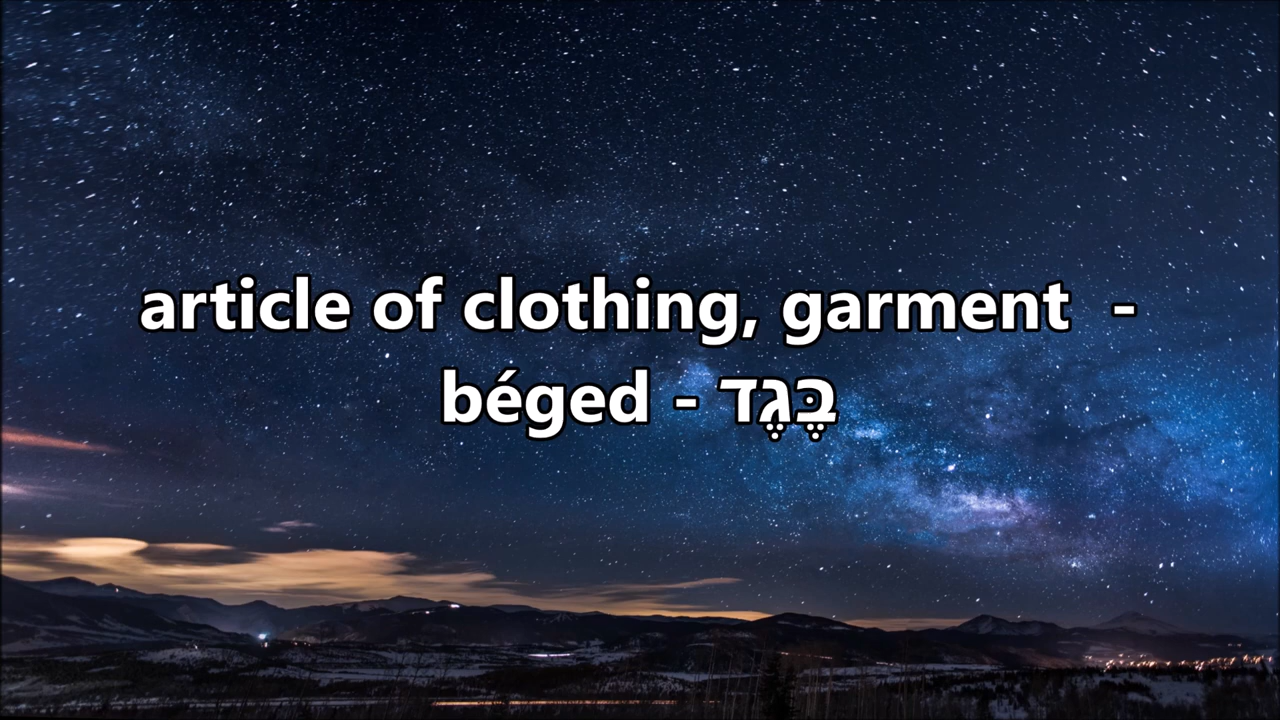 article of clothing, garment  -
béged - בֶּגֶד